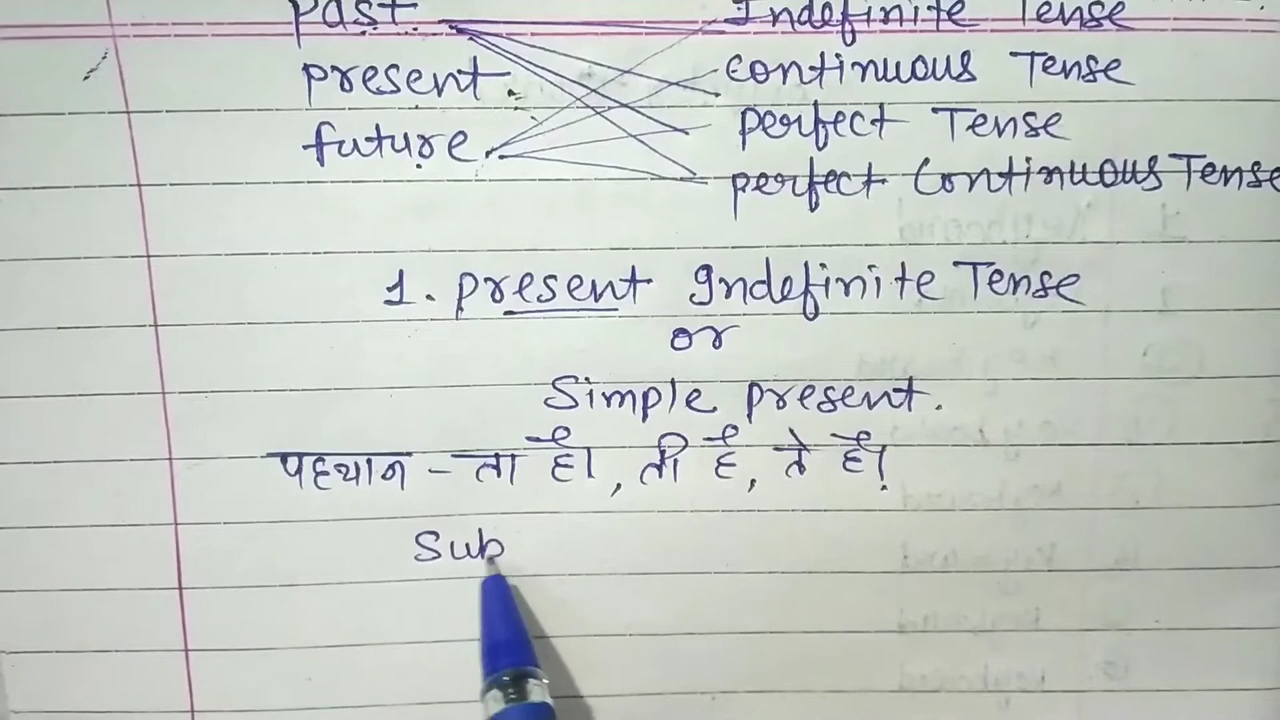 past Indefinite Tense
present. continuous Tense
future perfect Tense
perfect Continuous Tense
1. present Indefinite Tense
or
Simple present.
पहचान - ता है।, ती है, ते हैं।
Sub